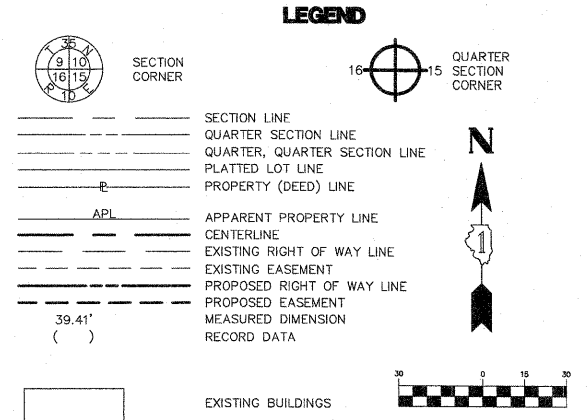 LEGEND
T 35 N
9 10
16 15
R 10 E
SECTION
CORNER
16 15
QUARTER
SECTION
CORNER
SECTION LINE
QUARTER SECTION LINE
QUARTER, QUARTER SECTION LINE
PLATTED LOT LINE
PL PROPERTY (DEED) LINE
APL APPARENT PROPERTY LINE
CENTERLINE
EXISTING RIGHT OF WAY LINE
EXISTING EASEMENT
PROPOSED RIGHT OF WAY LINE
PROPOSED EASEMENT
39.41' MEASURED DIMENSION
( ) RECORD DATA
N
1
EXISTING BUILDINGS
30 0 15 30